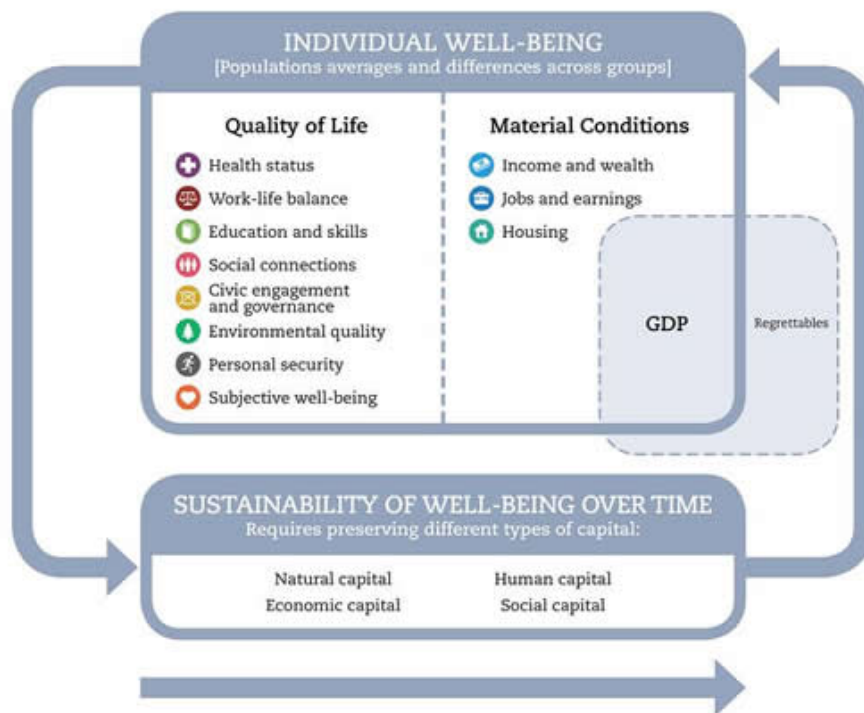 INDIVIDUAL WELL-BEING
[Populations averages and differences across groups]
Quality of Life
Health status
Work-life balance
Education and skills
Social connections
Civic engagement
and governance
Environmental quality
Personal security
Subjective well-being
Material Conditions
Income and wealth
Jobs and earnings
Housing
GDP
Regrettables
SUSTAINABILITY OF WELL-BEING OVER TIME
Requires preserving different types of capital:
Natural capital
Human capital
Economic capital
Social capital